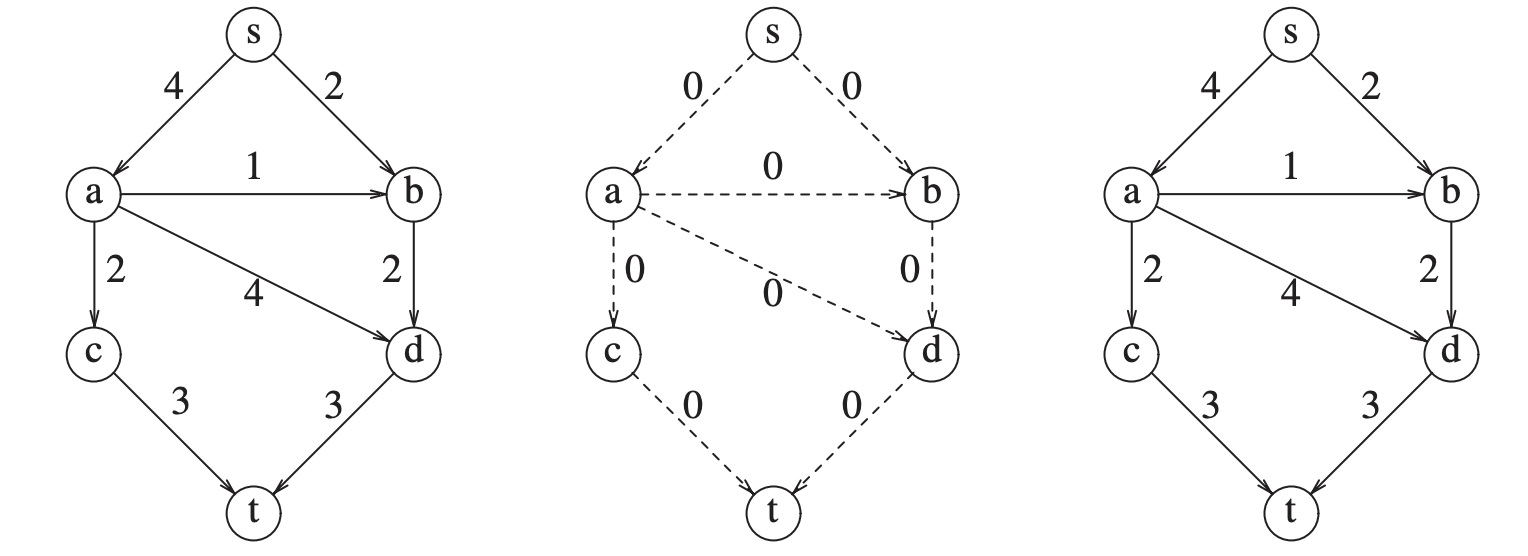 s s s
4 2 0 0 4 2
1 0 1
a b a b a b
2 2 0 0 2 2
4 0 4
c d c d c d
3 3 0 0 3 3
t t t